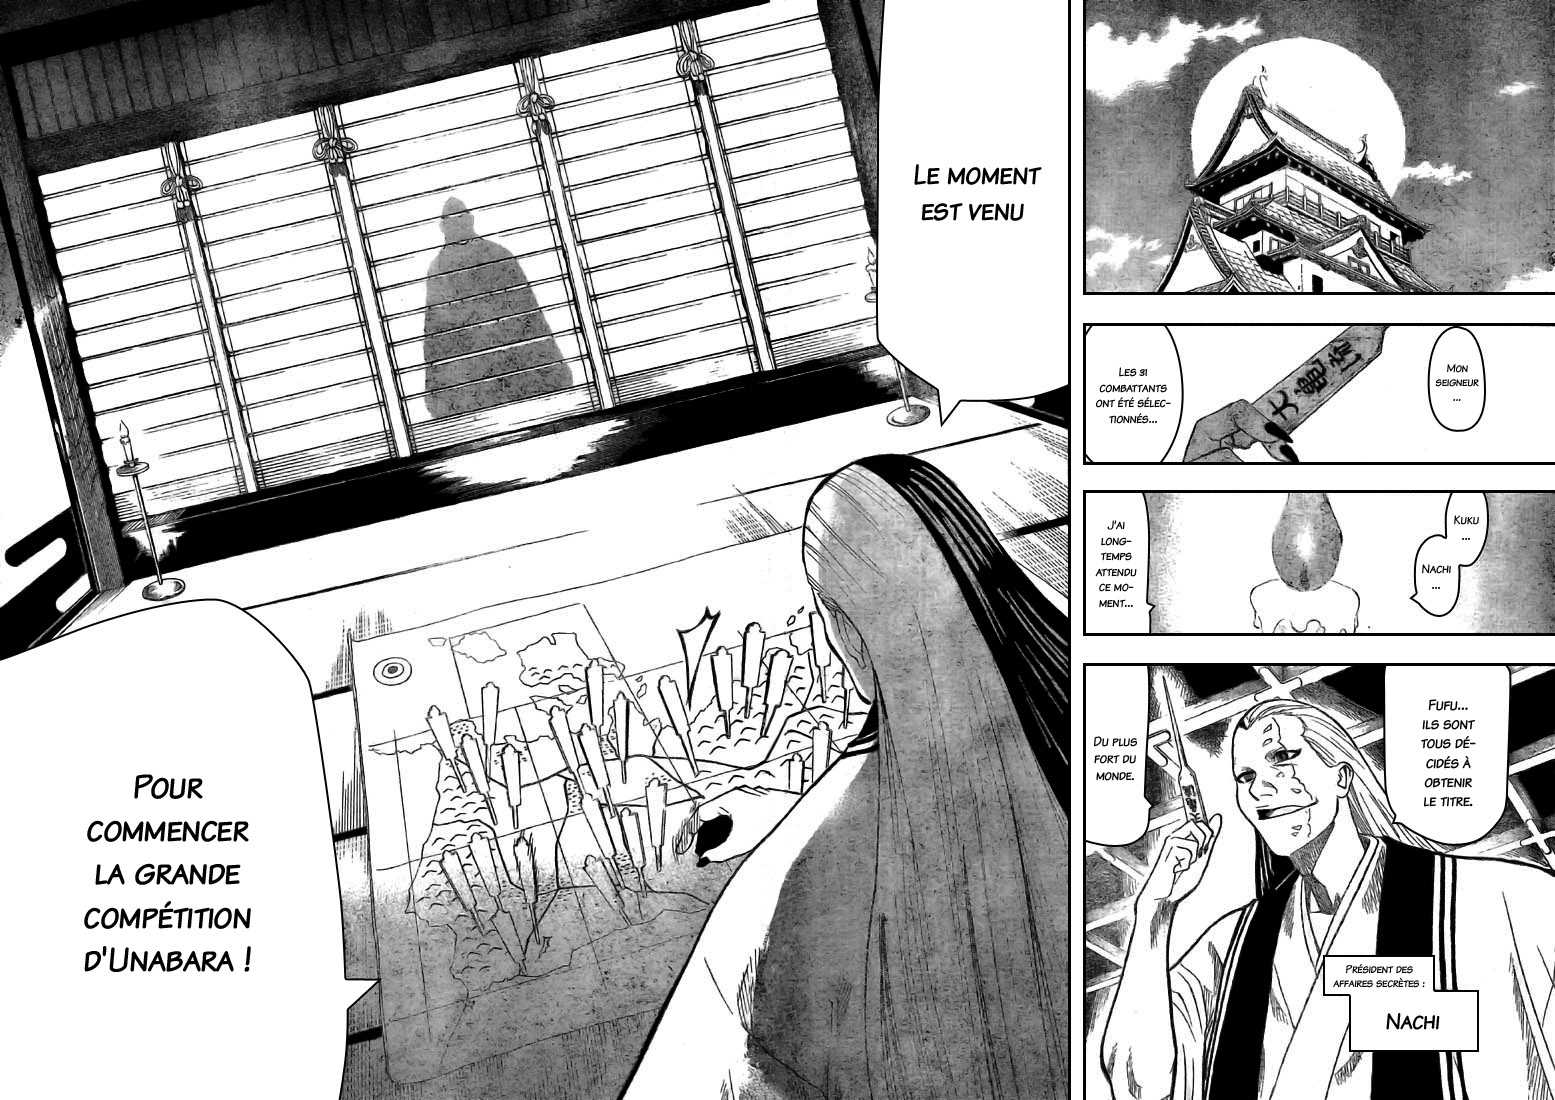 MON
SEIGNEUR
...
LES 31
COMBATTANTS
ONT ÉTÉ SÉLEC-
TIONNÉS...
KUKU
...
NACHI
...
J'AI
LONG-
TEMPS
ATTENDU
CE MO-
MENT...
FUFU...
ILS SONT
TOUS DÉ-
CIDÉS À
OBTENIR
LE TITRE.
DU PLUS
FORT DU
MONDE.
PRÉSIDENT DES
AFFAIRES SECRÈTES :
NACHI
LE MOMENT
EST VENU
POUR
COMMENCER
LA GRANDE
COMPÉTITION
D'UNABARA !